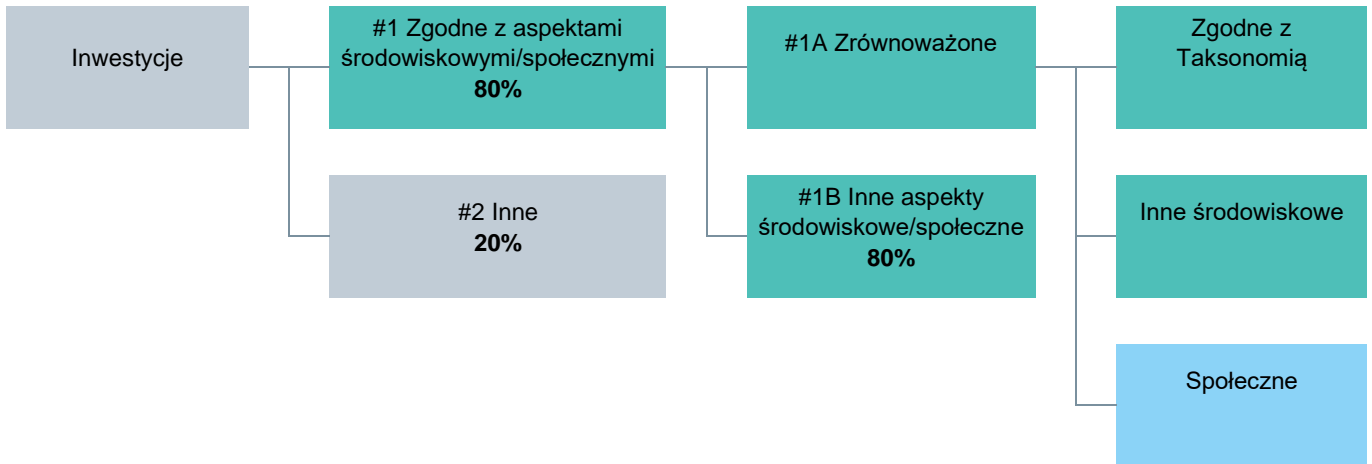 Inwestycje
#1 Zgodne z aspektami
środowiskowymi/społecznymi
80%
#1A Zrównoważone
Zgodne z
Taksonomią
#2 Inne
20%
#1B Inne aspekty
środowiskowe/społeczne
80%
Inne środowiskowe
Społeczne